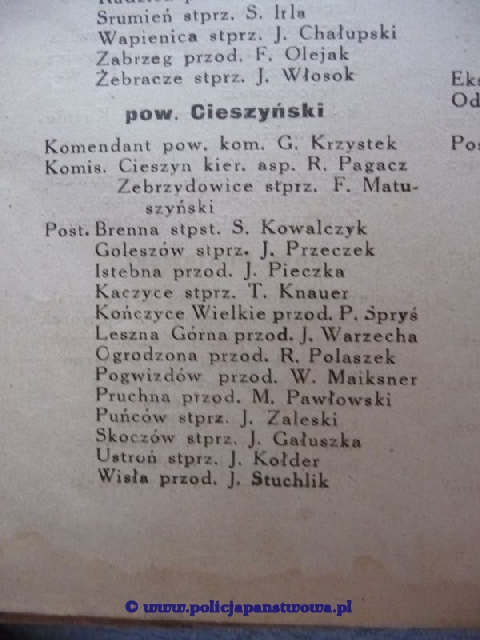 Srumień stprz. S. Irla
Wapienica stprz. J. Chałupski
Zabrzeg przod. F. Olejak
Żebracze stprz. J. Włosok
pow. Cieszyński
Komendant pow. kom. G. Krzystek
Komis. Cieszyn kier. asp. R. Pagacz
Zebrzydowice stprz. F. Matu-
szyński
Post. Brenna stpst. S. Kowalczyk
Goleszów stprz. J. Przeczek
Istebna przod. J. Pieczka
Kaczyce stprz. T. Knauer
Kończyce Wielkie przod. P. Spryś
Leszna Górna przod. J. Warzecha
Ogrodzona przod. R. Polaszek
Pogwizdów przod. W. Maiksner
Pruchna przod. M. Pawłowski
Puńców stprz. J. Zaleski
Skoczów stprz. J. Gałuszka
Ustroń stprz. J. Kołder
Wisła przod. J. Stuchlik
Od
© www.policjapanstwowa.pl